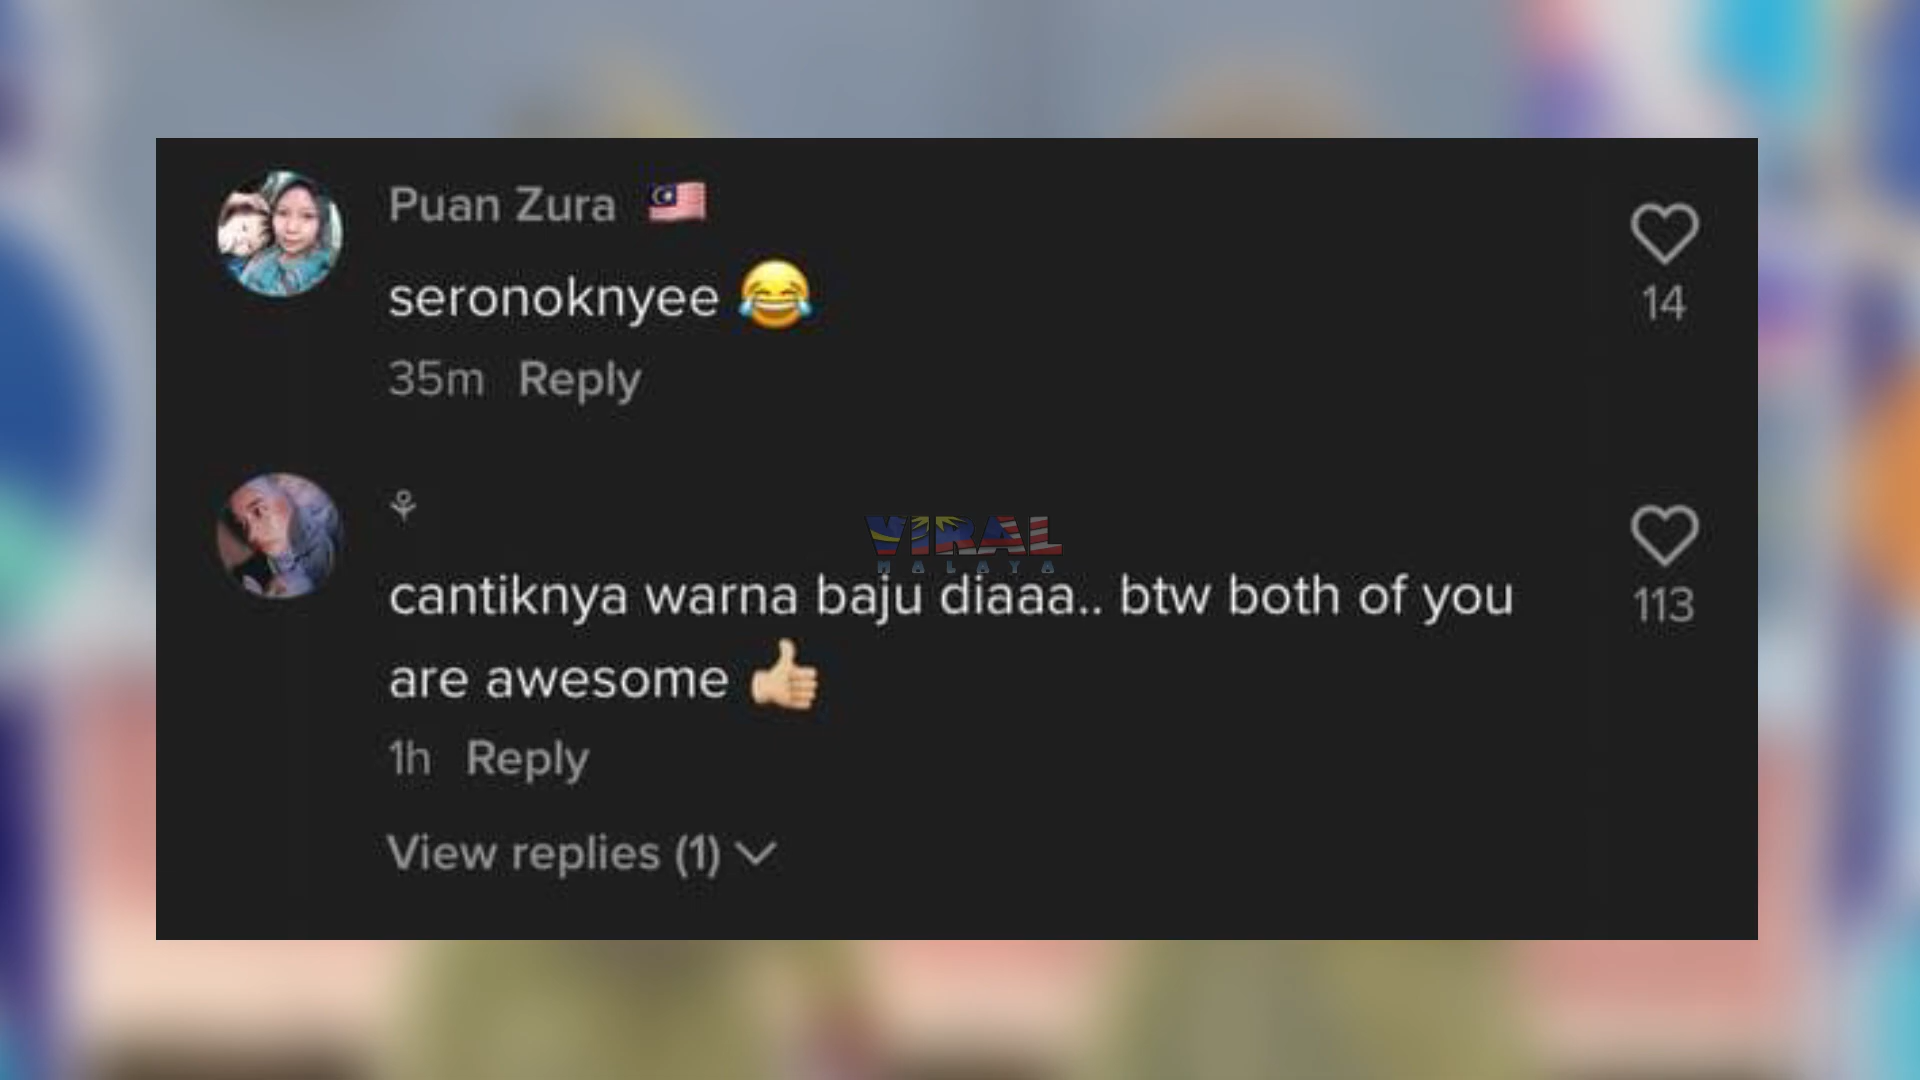 Puan Zura 🇲🇾
seronoknyee 😂
14
35m Reply
⚘
VIRAL
MALAYA
cantiknya warna baju diaaa.. btw both of you
are awesome 👍🏼
113
1h Reply
View replies (1)